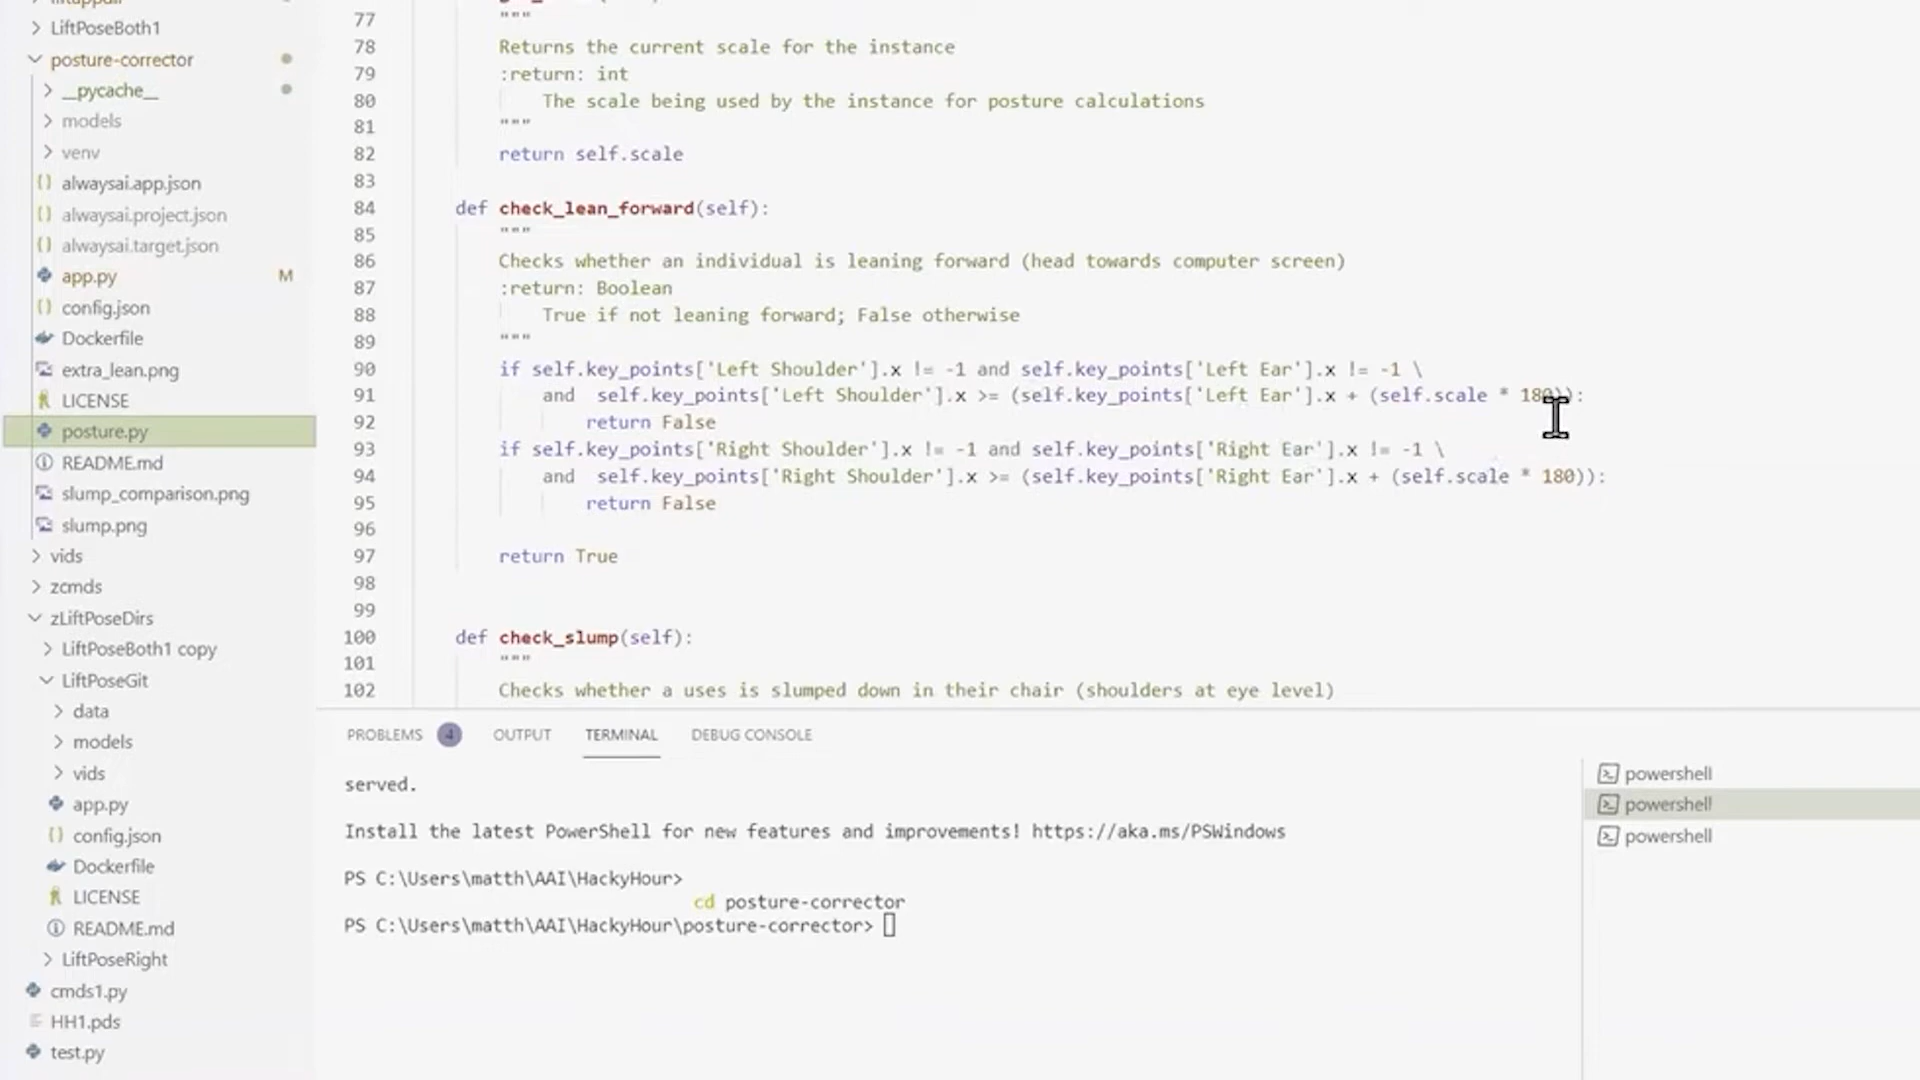 LiftPoseBoth1
posture-corrector
__pycache__
models
venv
{} alwaysai.app.json
{} alwaysai.project.json
{} alwaysai.target.json
app.py M
{} config.json
Dockerfile
extra_lean.png
LICENSE
posture.py
README.md
slump_comparison.png
slump.png
vids
zcmds
zLiftPoseDirs
LiftPoseBoth1 copy
LiftPoseGit
data
models
vids
app.py
{} config.json
Dockerfile
LICENSE
README.md
LiftPoseRight
cmds1.py
HH1.pds
test.py
77 """
78 Returns the current scale for the instance
79 :return: int
80 The scale being used by the instance for posture calculations
81 """
82 return self.scale
83
84 def check_lean_forward(self):
85 """
86 Checks whether an individual is leaning forward (head towards computer screen)
87 :return: Boolean
88 True if not leaning forward; False otherwise
89 """
90 if self.key_points['Left Shoulder'].x != -1 and self.key_points['Left Ear'].x != -1 \
91 and  self.key_points['Left Shoulder'].x >= (self.key_points['Left Ear'].x + (self.scale * 180)):
92 return False
93 if self.key_points['Right Shoulder'].x != -1 and self.key_points['Right Ear'].x != -1 \
94 and  self.key_points['Right Shoulder'].x >= (self.key_points['Right Ear'].x + (self.scale * 180)):
95 return False
96
97 return True
98
99
100 def check_slump(self):
101 """
102 Checks whether a uses is slumped down in their chair (shoulders at eye level)
PROBLEMS 4 OUTPUT TERMINAL DEBUG CONSOLE
served.
Install the latest PowerShell for new features and improvements! https://aka.ms/PSWindows
PS C:\Users\matth\AAI\HackyHour>
cd posture-corrector
PS C:\Users\matth\AAI\HackyHour\posture-corrector>
powershell
powershell
powershell